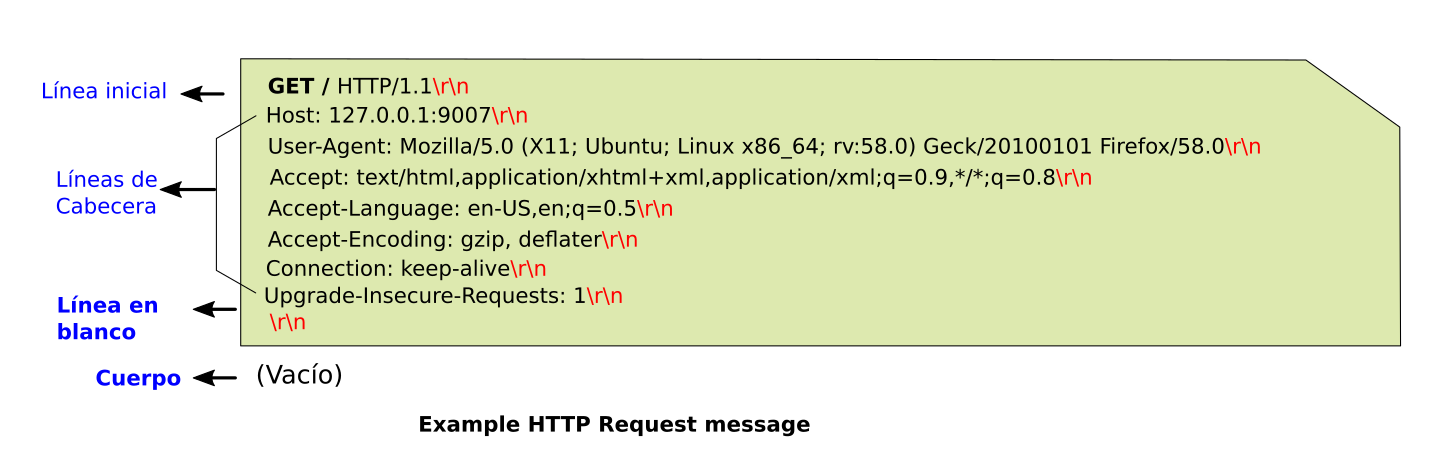 Línea inicial
GET / HTTP/1.1\r\n
Host: 127.0.0.1:9007\r\n
User-Agent: Mozilla/5.0 (X11; Ubuntu; Linux x86_64; rv:58.0) Geck/20100101 Firefox/58.0\r\n
Líneas de
Cabecera
Accept: text/html,application/xhtml+xml,application/xml;q=0.9,*/*;q=0.8\r\n
Accept-Language: en-US,en;q=0.5\r\n
Accept-Encoding: gzip, deflater\r\n
Connection: keep-alive\r\n
Upgrade-Insecure-Requests: 1\r\n
Línea en
blanco
\r\n
Cuerpo
(Vacío)
Example HTTP Request message